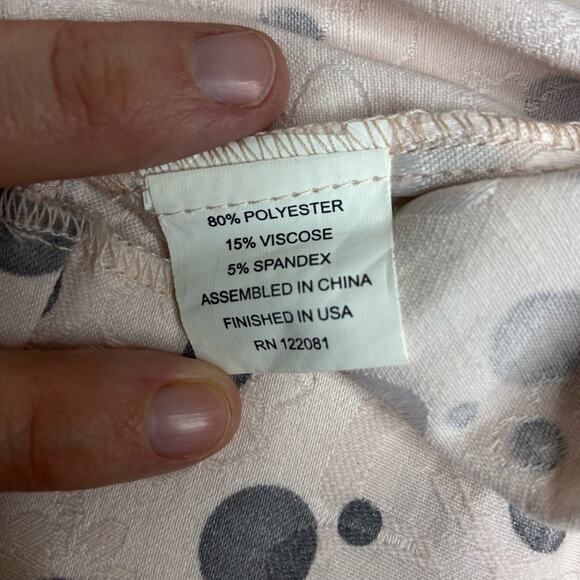 80% POLYESTER
15% VISCOSE
5% SPANDEX
ASSEMBLED IN CHINA
FINISHED IN USA
RN 122081